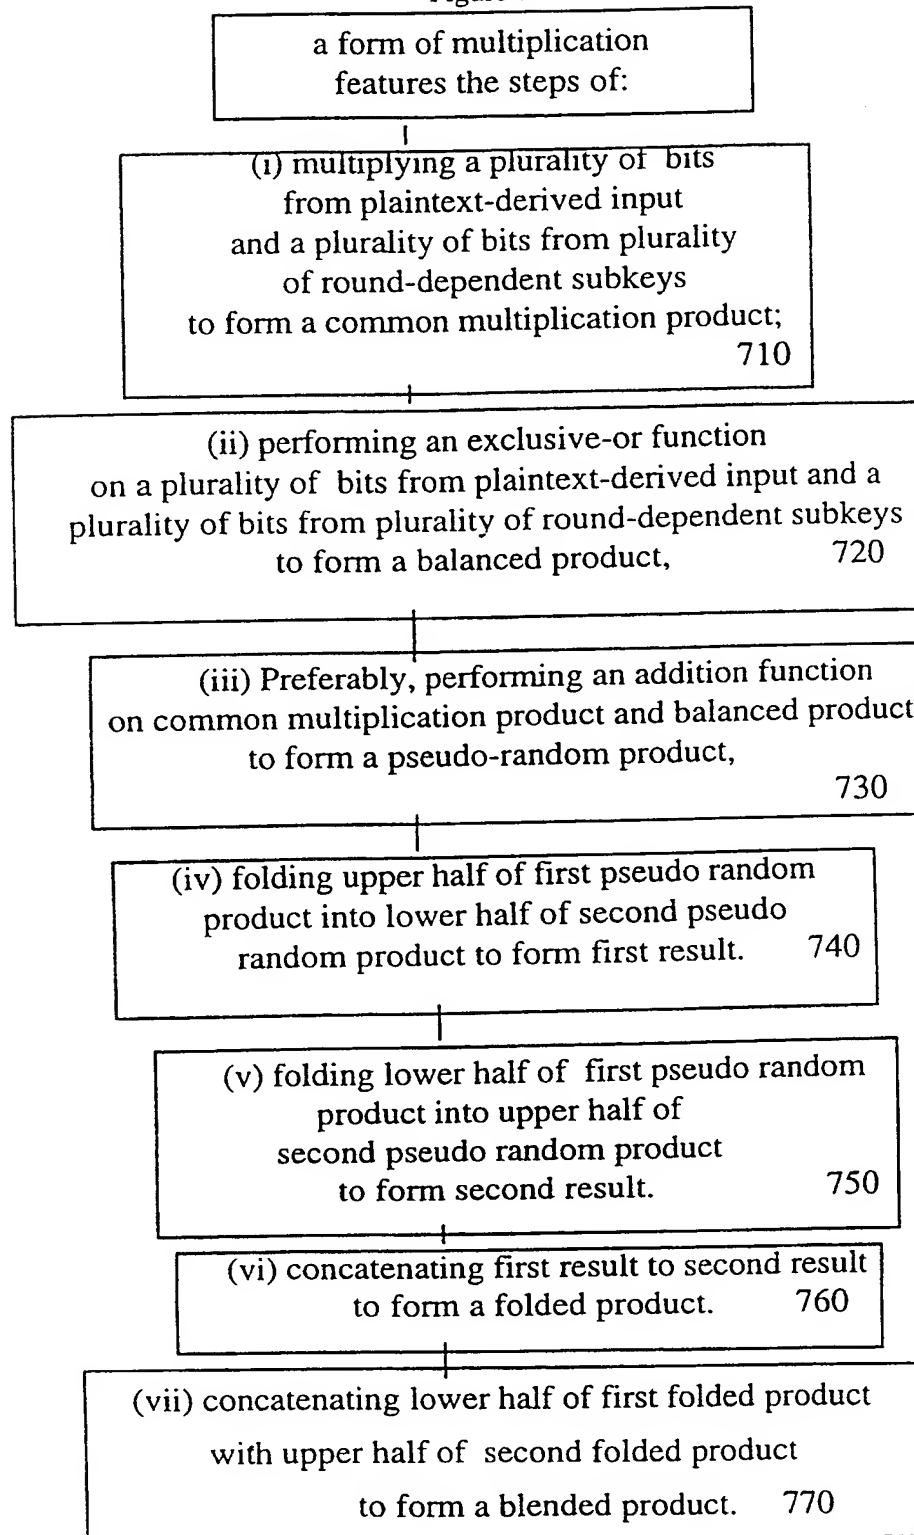 a form of multiplication
features the steps of:
(i) multiplying a plurality of bits
from plaintext-derived input
and a plurality of bits from plurality
of round-dependent subkeys
to form a common multiplication product;
710
(ii) performing an exclusive-or function
on a plurality of bits from plaintext-derived input and a
plurality of bits from plurality of round-dependent subkeys
to form a balanced product, 720
(iii) Preferably, performing an addition function
on common multiplication product and balanced product
to form a pseudo-random product,
730
(iv) folding upper half of first pseudo random
product into lower half of second pseudo
random product to form first result. 740
(v) folding lower half of first pseudo random
product into upper half of
second pseudo random product
to form second result. 750
(vi) concatenating first result to second result
to form a folded product. 760
(vii) concatenating lower half of first folded product
with upper half of second folded product
to form a blended product. 770